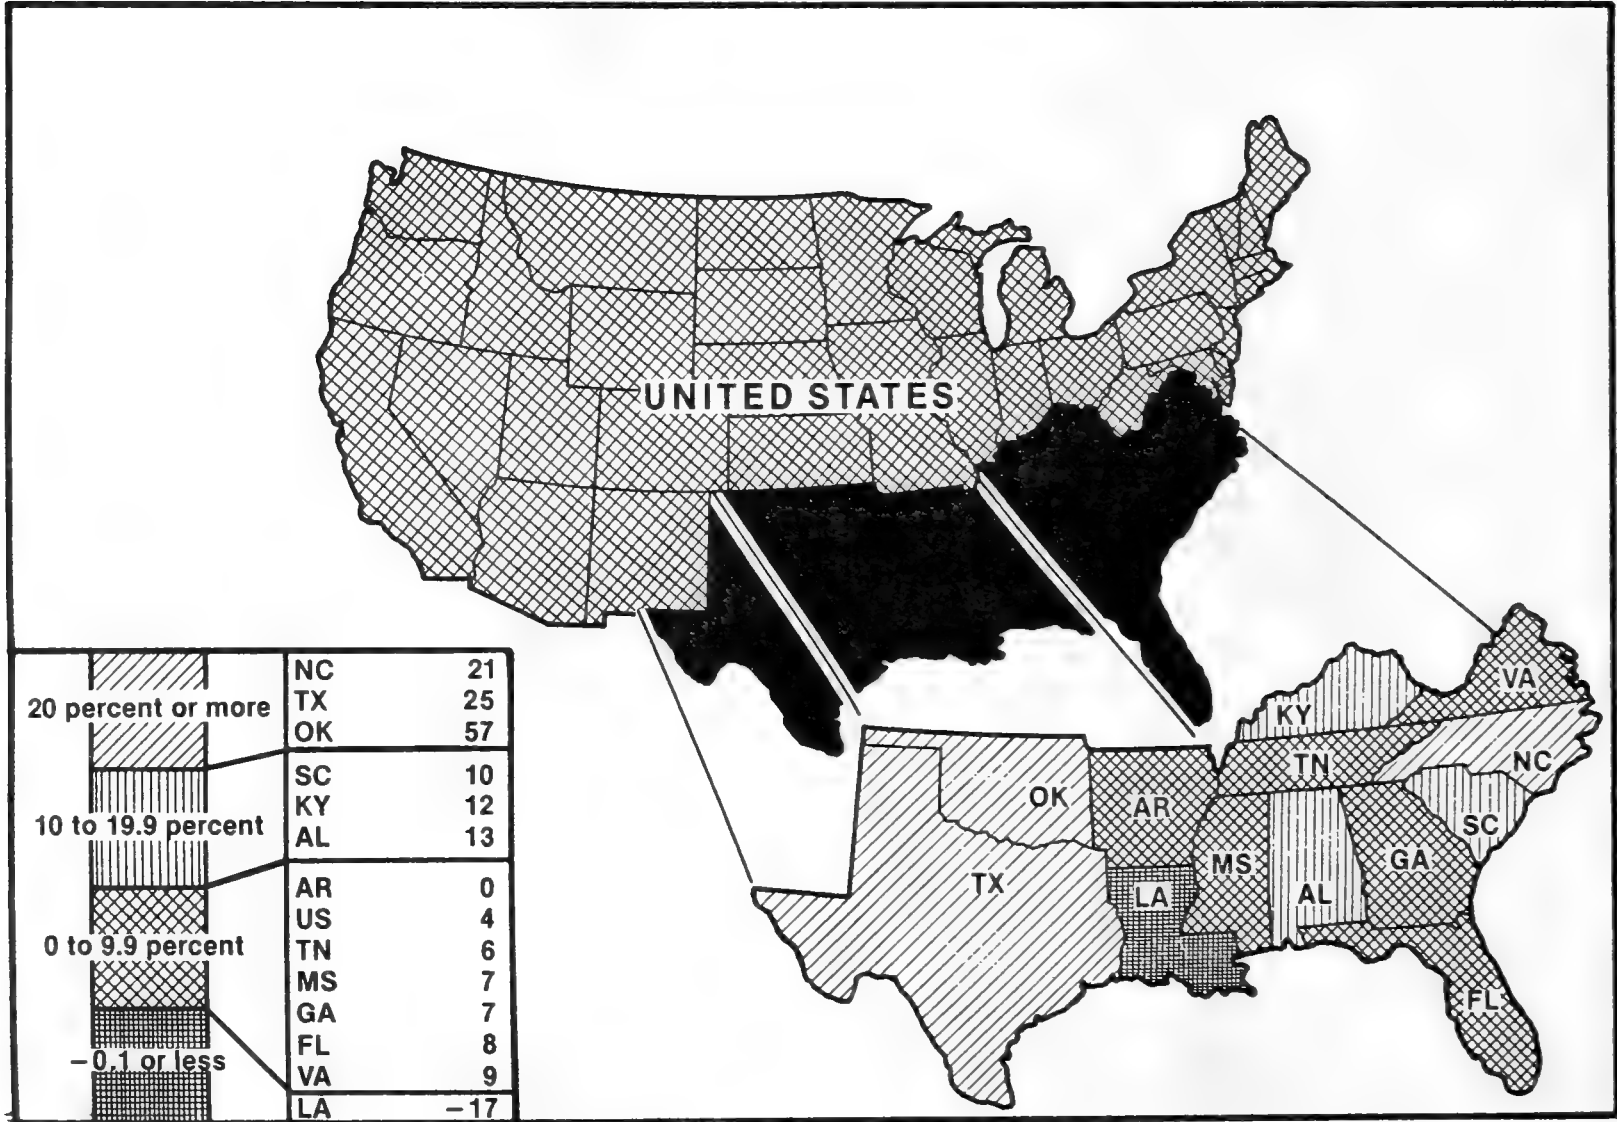 UNITED STATES
20 percent or more
NC 21
TX 25
OK 57
10 to 19.9 percent
SC 10
KY 12
AL 13
0 to 9.9 percent
AR 0
US 4
TN 6
MS 7
GA 7
FL 8
VA 9
−0.1 or less
LA −17
VA
KY
NC
TN
OK
AR
SC
MS
GA
TX
LA
AL
FL